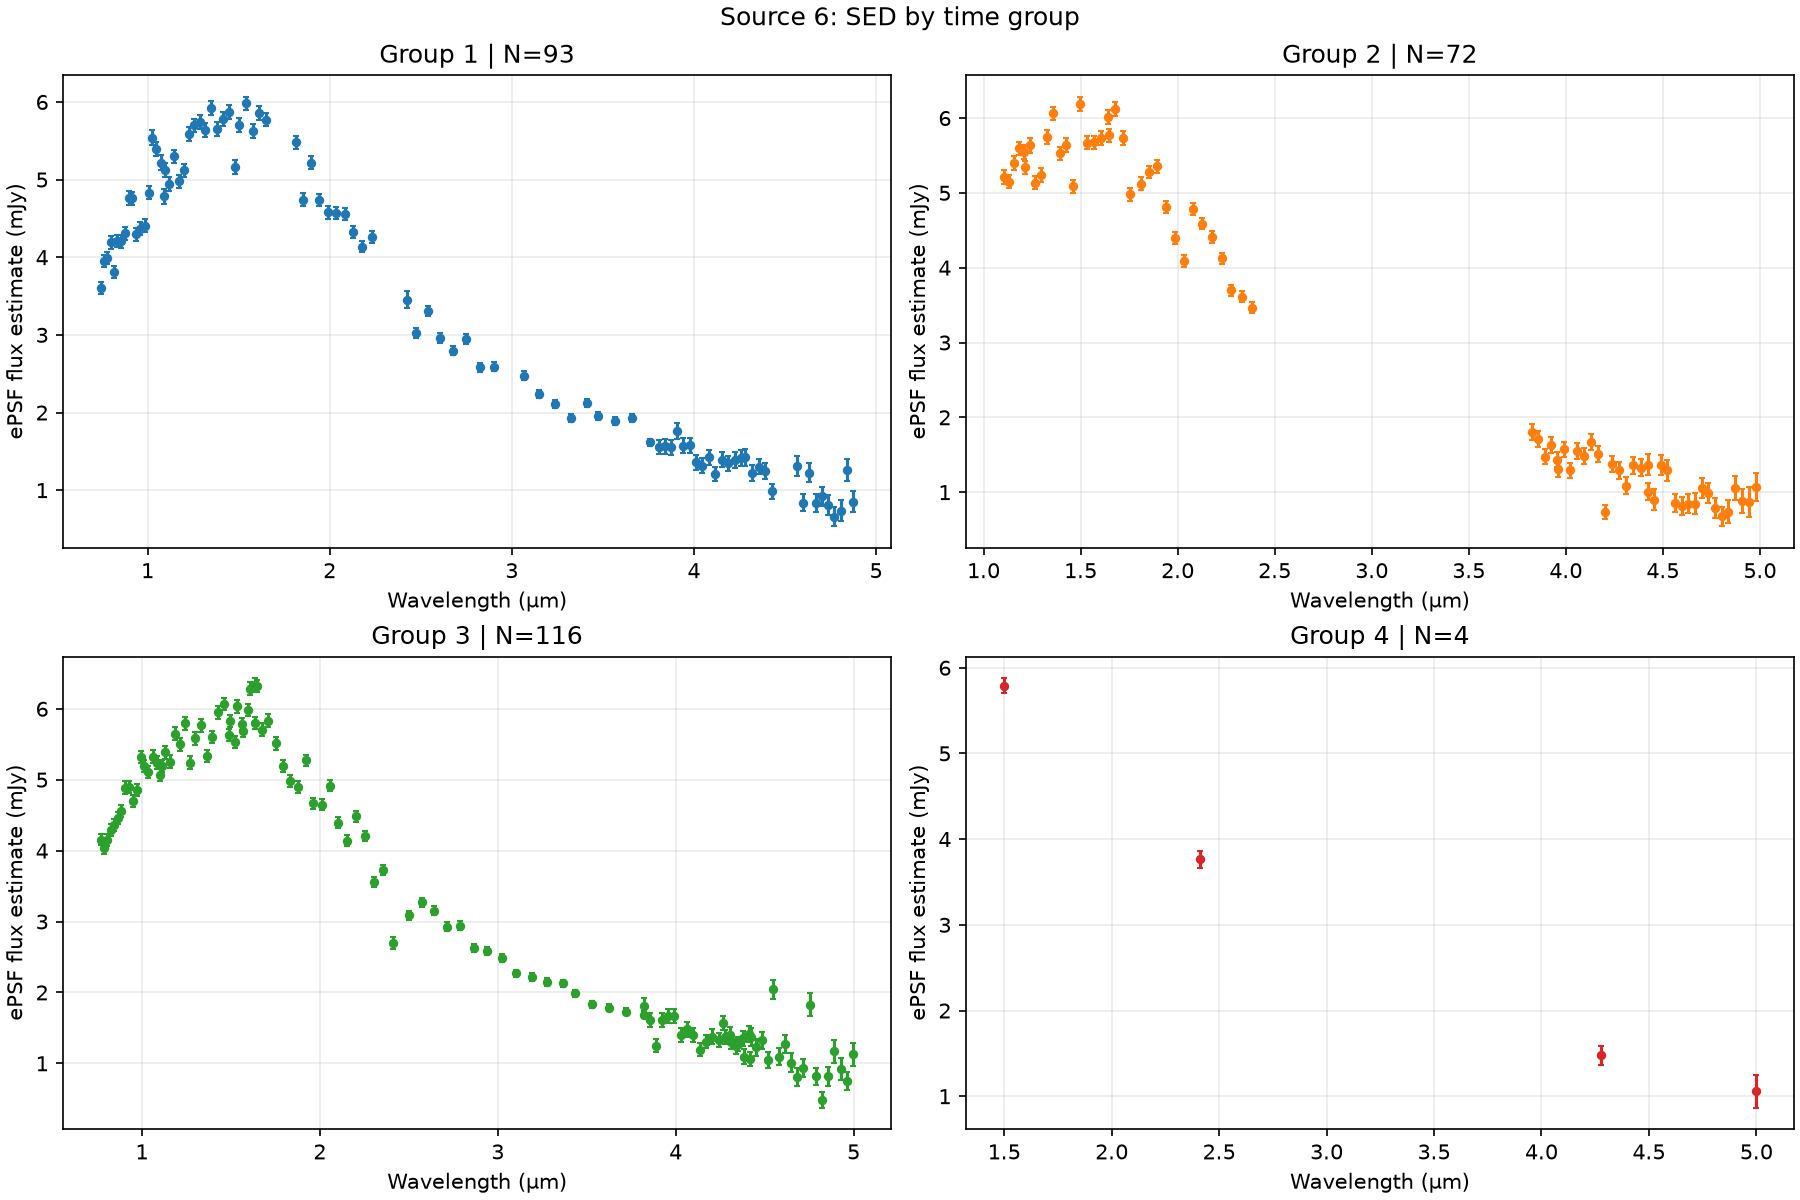 Source 6: SED by time group
Group 1 | N=93
ePSF flux estimate (mJy)
6
5
4
3
2
1
1 2 3 4 5
Wavelength (µm)
Group 2 | N=72
ePSF flux estimate (mJy)
6
5
4
3
2
1
1.0 1.5 2.0 2.5 3.0 3.5 4.0 4.5 5.0
Wavelength (µm)
Group 3 | N=116
ePSF flux estimate (mJy)
6
5
4
3
2
1
1 2 3 4 5
Wavelength (µm)
Group 4 | N=4
ePSF flux estimate (mJy)
6
5
4
3
2
1
1.5 2.0 2.5 3.0 3.5 4.0 4.5 5.0
Wavelength (µm)